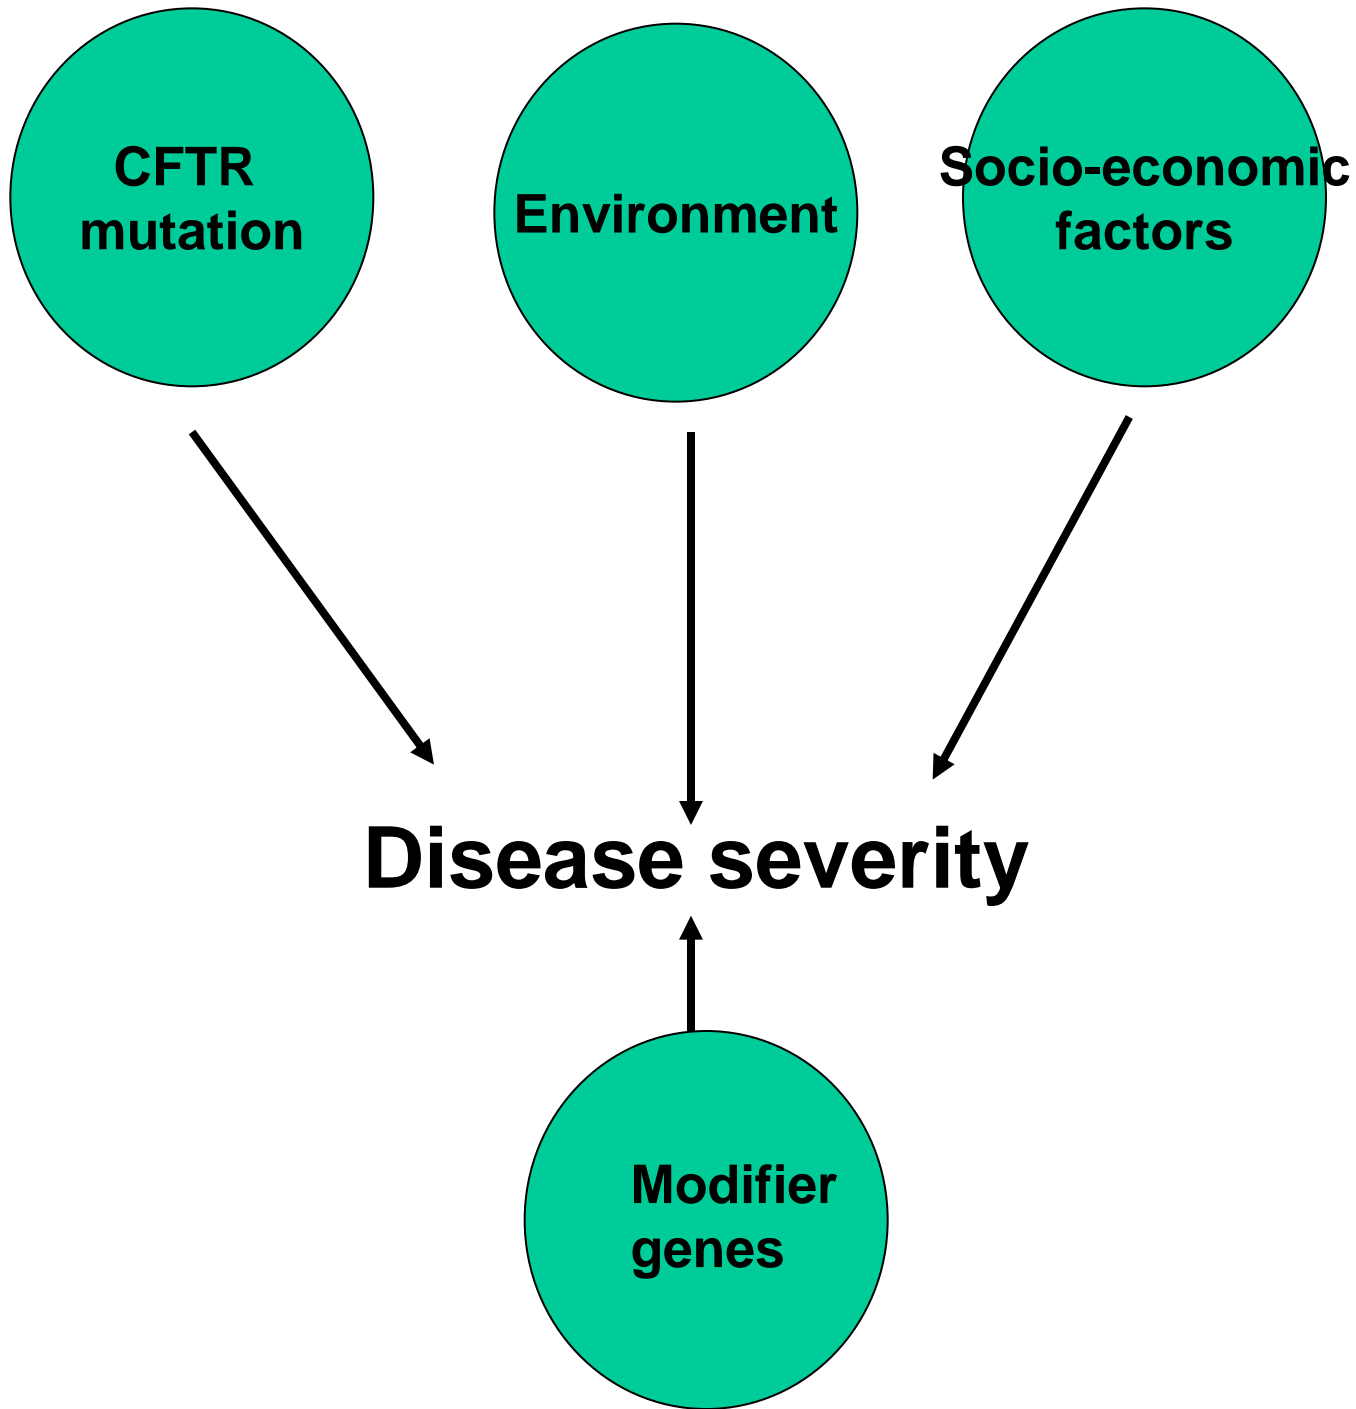 CFTR
mutation
Environment
Socio-economic
factors
Disease severity
Modifier
genes